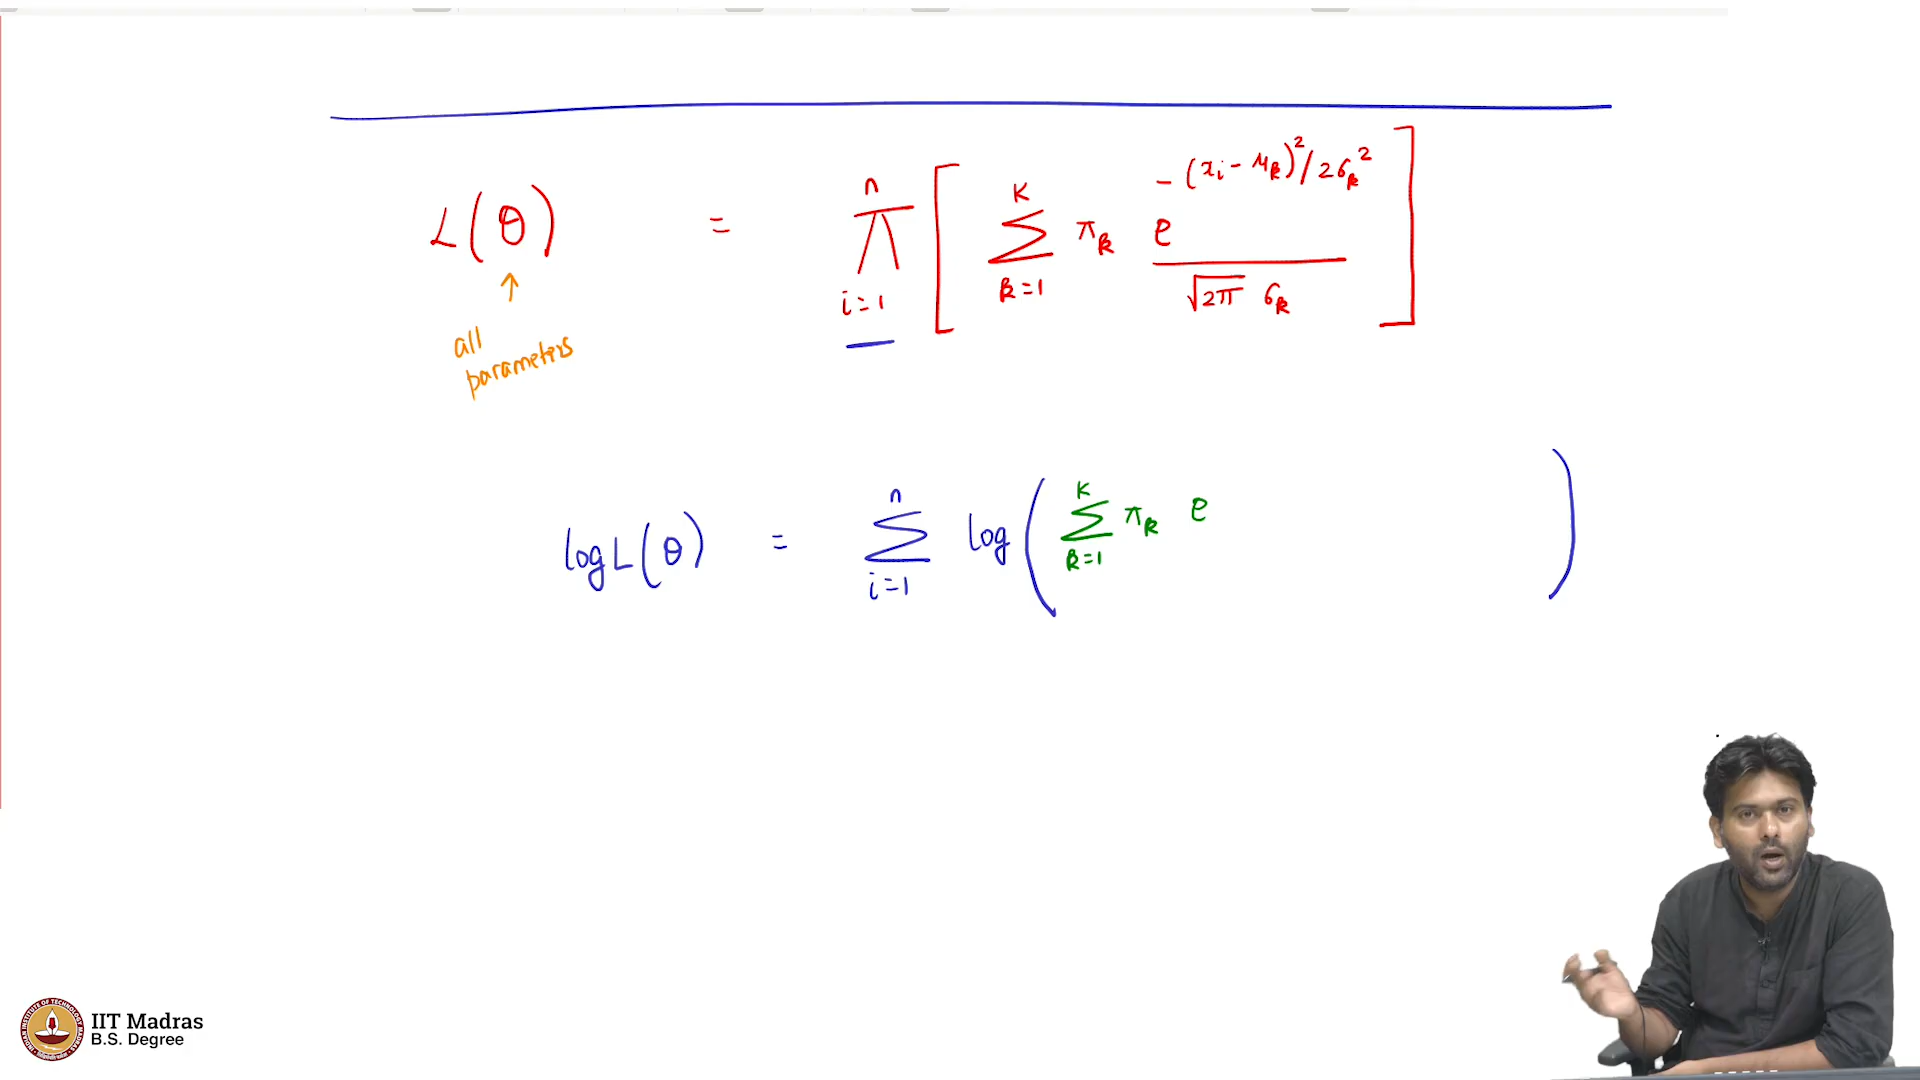 L(θ) = n ∏ i=1 [ K Σ k=1 π_k e^{-(x_i - μ_k)^2/2σ_k^2} / √2π σ_k ]
↑
all
parameters
log L(θ) = n Σ i=1 log( K Σ k=1 π_k e )
IIT Madras
B.S. Degree